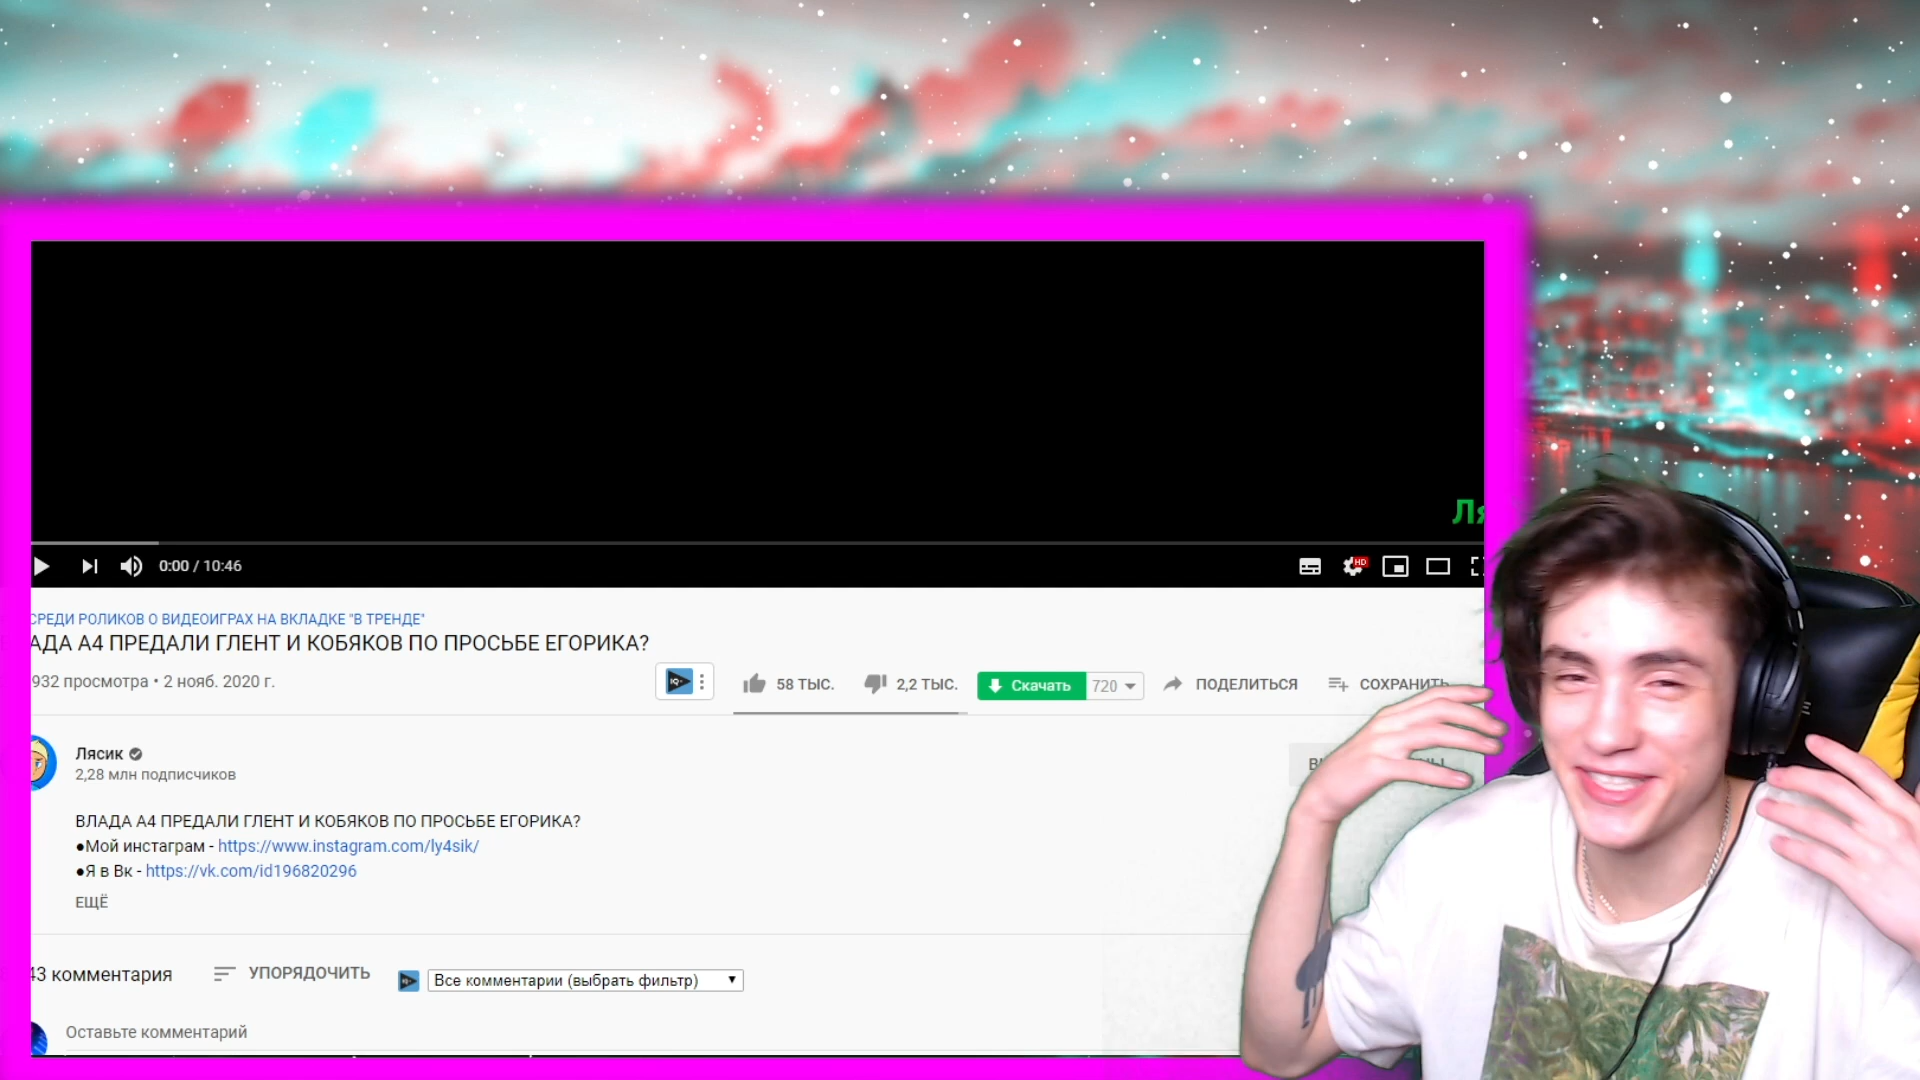 Ля
0:00 / 10:46
HD
СРЕДИ РОЛИКОВ О ВИДЕОИГРАХ НА ВКЛАДКЕ "В ТРЕНДЕ"
АДА А4 ПРЕДАЛИ ГЛЕНТ И КОБЯКОВ ПО ПРОСЬБЕ ЕГОРИКА?
932 просмотра • 2 нояб. 2020 г.
IQ
58 ТЫС.
2,2 ТЫС.
Скачать
720
ПОДЕЛИТЬСЯ
СОХРАНИТЬ
Лясик
2,28 млн подписчиков
ВЛАДА А4 ПРЕДАЛИ ГЛЕНТ И КОБЯКОВ ПО ПРОСЬБЕ ЕГОРИКА?
●Мой инстаграм - https://www.instagram.com/ly4sik/
●Я в Вк - https://vk.com/id196820296
ЕЩЁ
43 комментария
УПОРЯДОЧИТЬ
Все комментарии (выбрать фильтр)
Оставьте комментарий